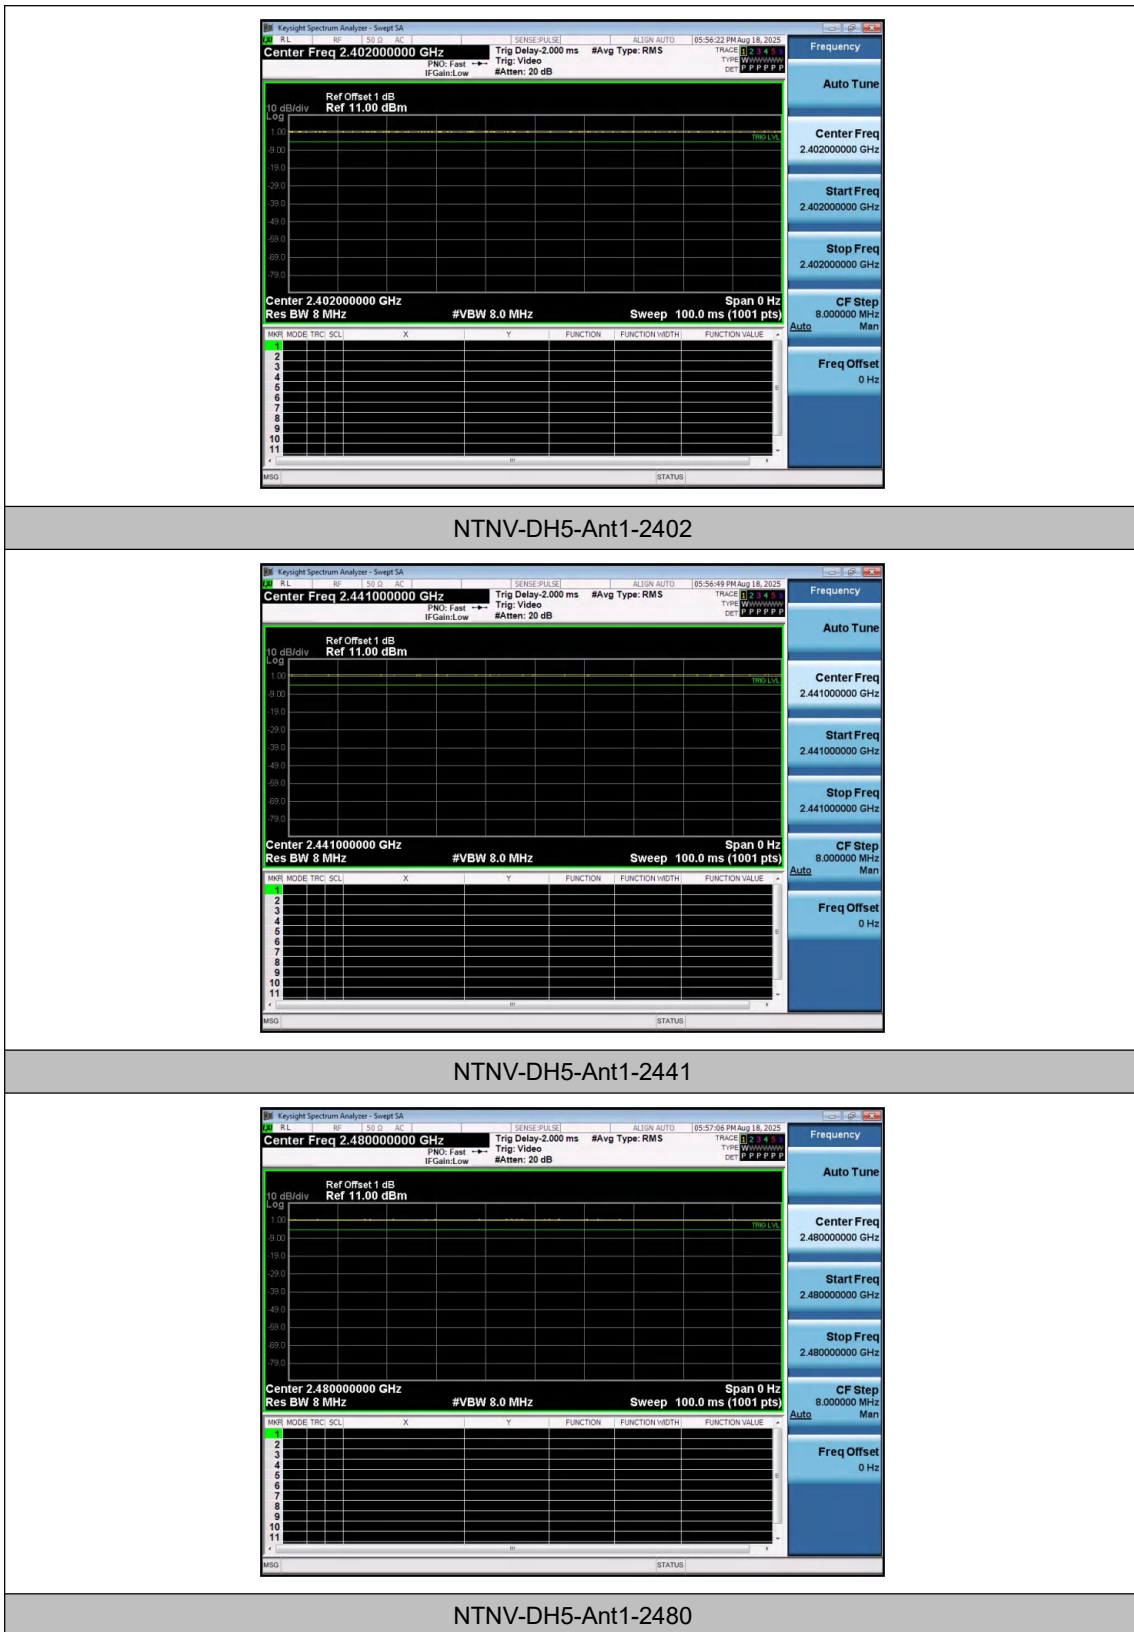 Keysight Spectrum Analyzer - Swept SA
RL RF 50 Ω AC SENSE:PULSE ALIGN AUTO 05:56:22 PM Aug 18, 2025
Center Freq 2.402000000 GHz Trig Delay-2.000 ms #Avg Type: RMS TRACE 1 2 3 4 5 6
PNO: Fast Trig: Video TYPE WWWWWW
IFGain:Low #Atten: 20 dB DET P P P P P P
Frequency
Auto Tune
Ref Offset 1 dB
10 dB/div Ref 11.00 dBm
Log
1.00
TRIG LVL
-9.00
-19.0
-29.0
-39.0
-49.0
-59.0
-69.0
-79.0
Center 2.402000000 GHz Span 0 Hz
Res BW 8 MHz #VBW 8.0 MHz Sweep 100.0 ms (1001 pts)
Center Freq
2.402000000 GHz
Start Freq
2.402000000 GHz
Stop Freq
2.402000000 GHz
CF Step
8.000000 MHz
Auto Man
Freq Offset
0 Hz
MKR MODE TRC SCL X Y FUNCTION FUNCTION WIDTH FUNCTION VALUE
1
2
3
4
5
6
7
8
9
10
11
MSG STATUS
NTNV-DH5-Ant1-2402
Keysight Spectrum Analyzer - Swept SA
RL RF 50 Ω AC SENSE:PULSE ALIGN AUTO 05:56:49 PM Aug 18, 2025
Center Freq 2.441000000 GHz Trig Delay-2.000 ms #Avg Type: RMS TRACE 1 2 3 4 5 6
PNO: Fast Trig: Video TYPE WWWWWW
IFGain:Low #Atten: 20 dB DET P P P P P P
Frequency
Auto Tune
Ref Offset 1 dB
10 dB/div Ref 11.00 dBm
Log
1.00
TRIG LVL
-9.00
-19.0
-29.0
-39.0
-49.0
-59.0
-69.0
-79.0
Center 2.441000000 GHz Span 0 Hz
Res BW 8 MHz #VBW 8.0 MHz Sweep 100.0 ms (1001 pts)
Center Freq
2.441000000 GHz
Start Freq
2.441000000 GHz
Stop Freq
2.441000000 GHz
CF Step
8.000000 MHz
Auto Man
Freq Offset
0 Hz
MKR MODE TRC SCL X Y FUNCTION FUNCTION WIDTH FUNCTION VALUE
1
2
3
4
5
6
7
8
9
10
11
MSG STATUS
NTNV-DH5-Ant1-2441
Keysight Spectrum Analyzer - Swept SA
RL RF 50 Ω AC SENSE:PULSE ALIGN AUTO 05:57:06 PM Aug 18, 2025
Center Freq 2.480000000 GHz Trig Delay-2.000 ms #Avg Type: RMS TRACE 1 2 3 4 5 6
PNO: Fast Trig: Video TYPE WWWWWW
IFGain:Low #Atten: 20 dB DET P P P P P P
Frequency
Auto Tune
Ref Offset 1 dB
10 dB/div Ref 11.00 dBm
Log
1.00
TRIG LVL
-9.00
-19.0
-29.0
-39.0
-49.0
-59.0
-69.0
-79.0
Center 2.480000000 GHz Span 0 Hz
Res BW 8 MHz #VBW 8.0 MHz Sweep 100.0 ms (1001 pts)
Center Freq
2.480000000 GHz
Start Freq
2.480000000 GHz
Stop Freq
2.480000000 GHz
CF Step
8.000000 MHz
Auto Man
Freq Offset
0 Hz
MKR MODE TRC SCL X Y FUNCTION FUNCTION WIDTH FUNCTION VALUE
1
2
3
4
5
6
7
8
9
10
11
MSG STATUS
NTNV-DH5-Ant1-2480